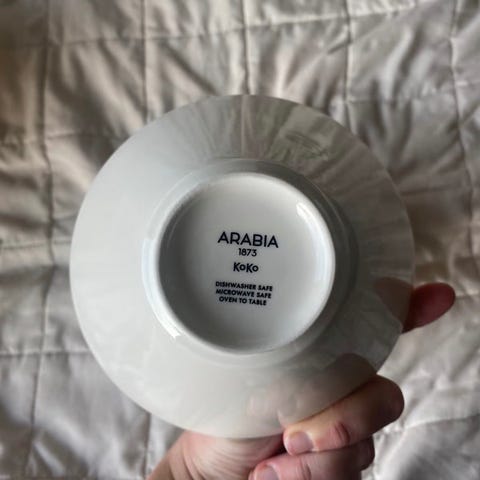 ARABIA
1873
KoKo
DISHWASHER SAFE
MICROWAVE SAFE
OVEN TO TABLE